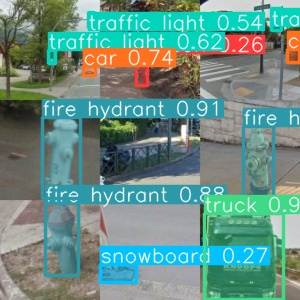 traffic light 0.54
tra
traffic light 0.62
0.26
c
car 0.74
fire hydrant 0.91
fire h
fire hydrant 0.88
truck 0.9
snowboard 0.27